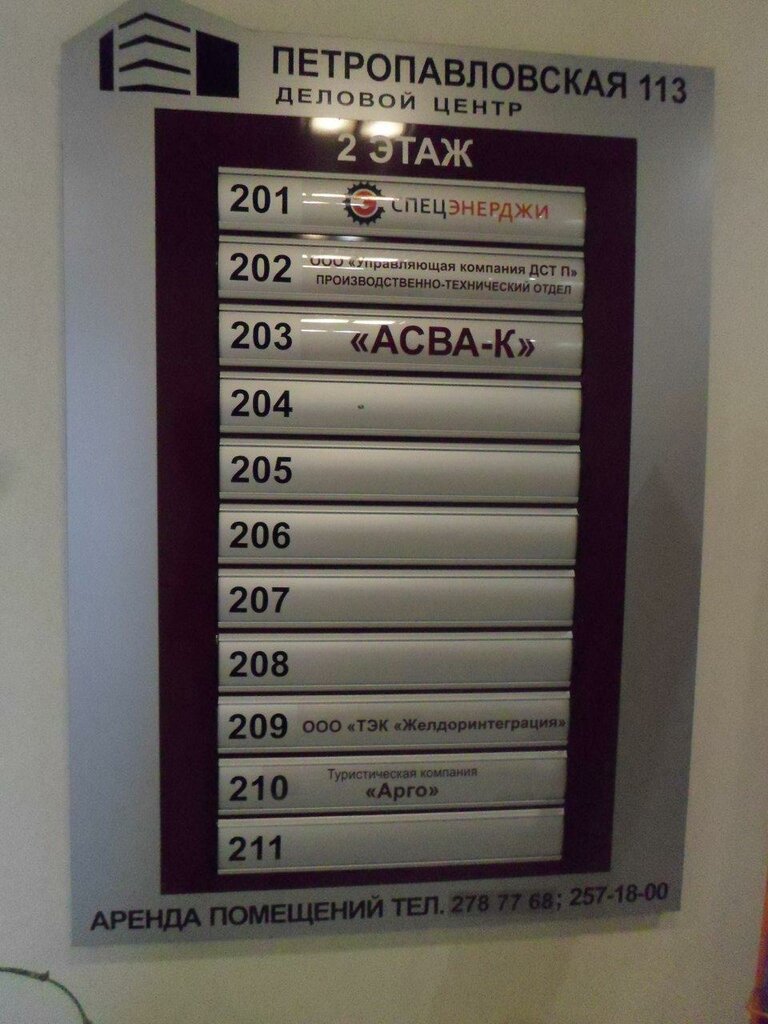 ПЕТРОПАВЛОВСКАЯ 113
ДЕЛОВОЙ ЦЕНТР
2 ЭТАЖ
201 СПЕЦЭНЕРДЖИ
202 ООО «Управляющая компания ДСТ П»
ПРОИЗВОДСТВЕННО-ТЕХНИЧЕСКИЙ ОТДЕЛ
203 «АСВА-К»
204
205
206
207
208
209 ООО «ТЭК «Желдоринтеграция»
210 Туристическая компания
«Арго»
211
АРЕНДА ПОМЕЩЕНИЙ ТЕЛ. 278 77 68; 257-18-00